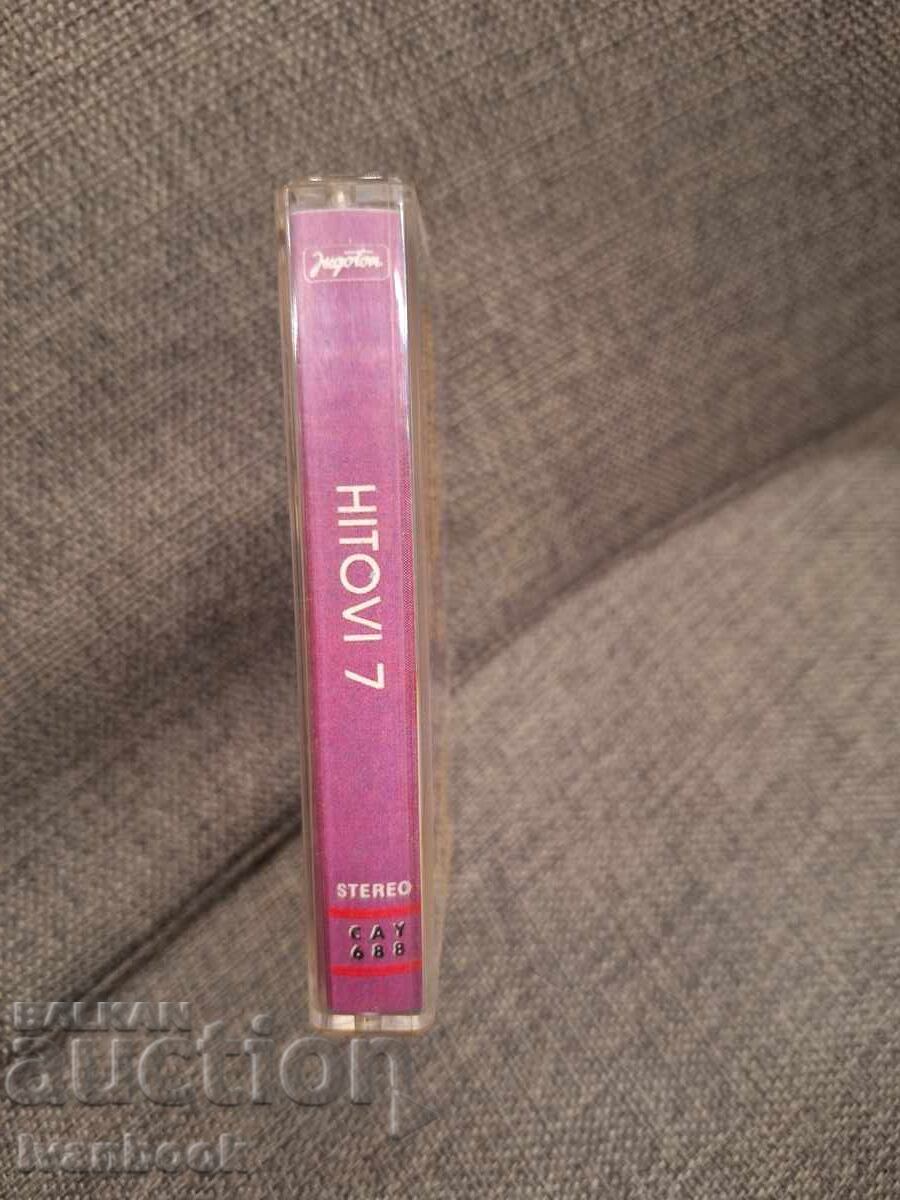 Jugoton
HITOVI 7
STEREO
CAY
688
BALKAN
auction
Ivanbook